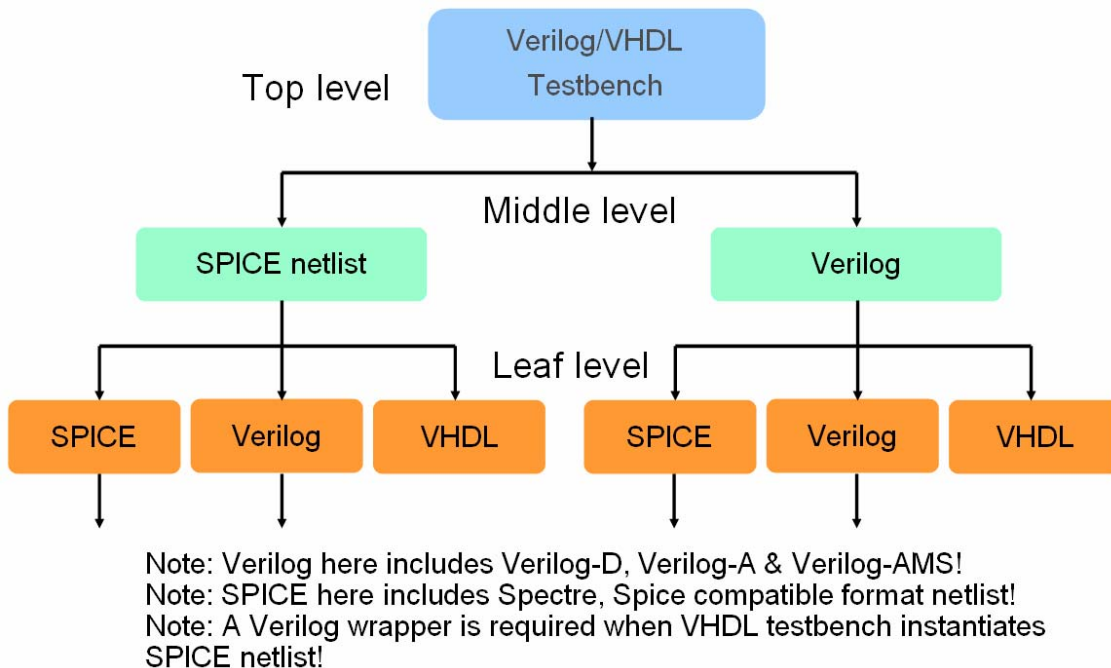 Verilog/VHDL
Testbench
Top level
Middle level
SPICE netlist
Verilog
Leaf level
SPICE
Verilog
VHDL
SPICE
Verilog
VHDL
Note: Verilog here includes Verilog-D, Verilog-A & Verilog-AMS!
Note: SPICE here includes Spectre, Spice compatible format netlist!
Note: A Verilog wrapper is required when VHDL testbench instantiates
SPICE netlist!